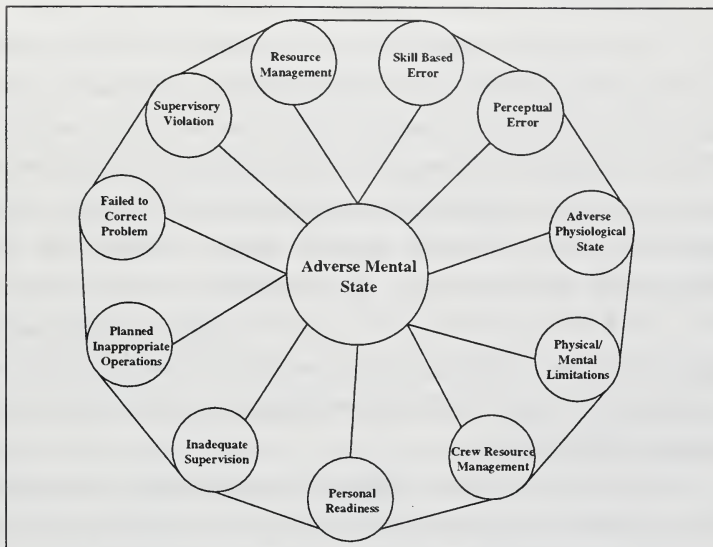 Resource
Management
Skill Based
Error
Perceptual
Error
Adverse
Physiological
State
Physical/
Mental
Limitations
Crew Resource
Management
Personal
Readiness
Inadequate
Supervision
Planned
Inappropriate
Operations
Failed to
Correct
Problem
Supervisory
Violation
Adverse Mental
State